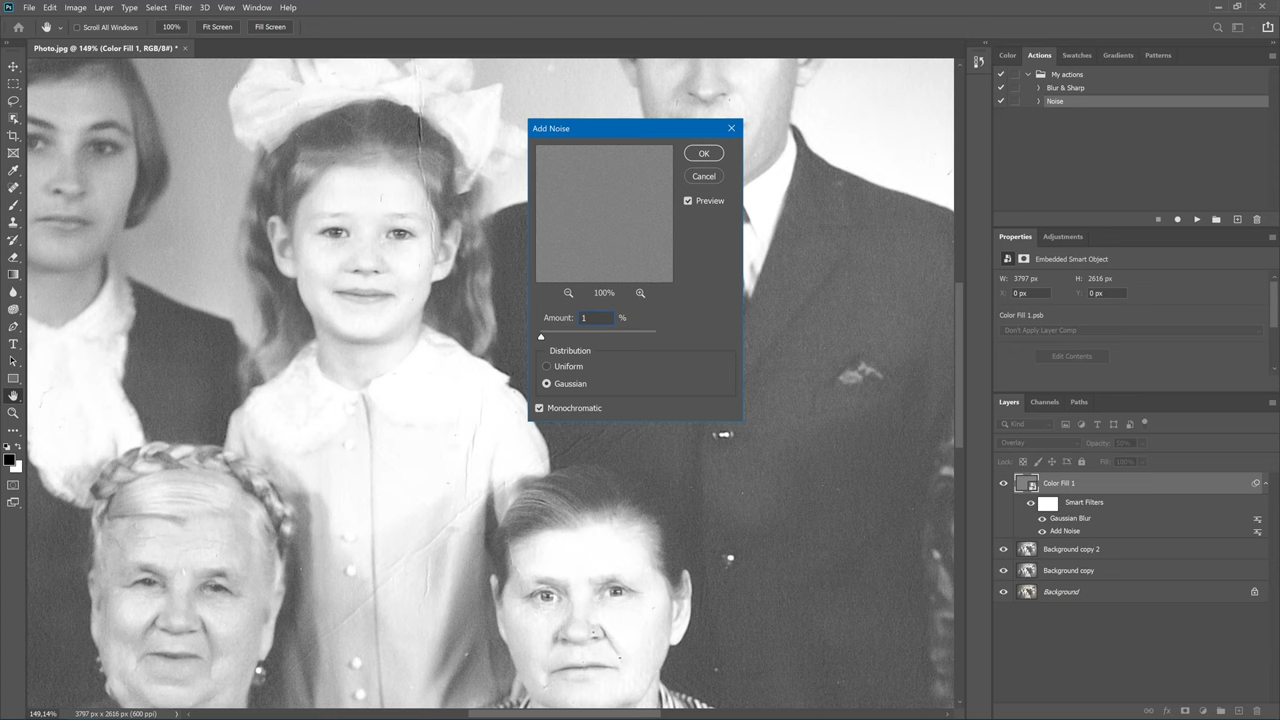 Ps File Edit Image Layer Type Select Filter 3D View Window Help
Scroll All Windows 100% Fit Screen Fill Screen
Photo.jpg @ 149% (Color Fill 1, RGB/8#) * ×
Color Actions Swatches Gradients Patterns
My actions
Blur & Sharp
Noise
Add Noise
OK
Cancel
Preview
100%
Amount: 1 %
Distribution
Uniform
Gaussian
Monochromatic
Properties Adjustments
Embedded Smart Object
W: 3797 px H: 2616 px
X: 0 px Y: 0 px
Color Fill 1.psb
Don't Apply Layer Comp
Edit Contents
Layers Channels Paths
Kind
Overlay Opacity: 50%
Lock: Fill: 100%
Color Fill 1
Smart Filters
Gaussian Blur
Add Noise
Background copy 2
Background copy
Background
149,14% 3797 px x 2616 px (600 ppi)